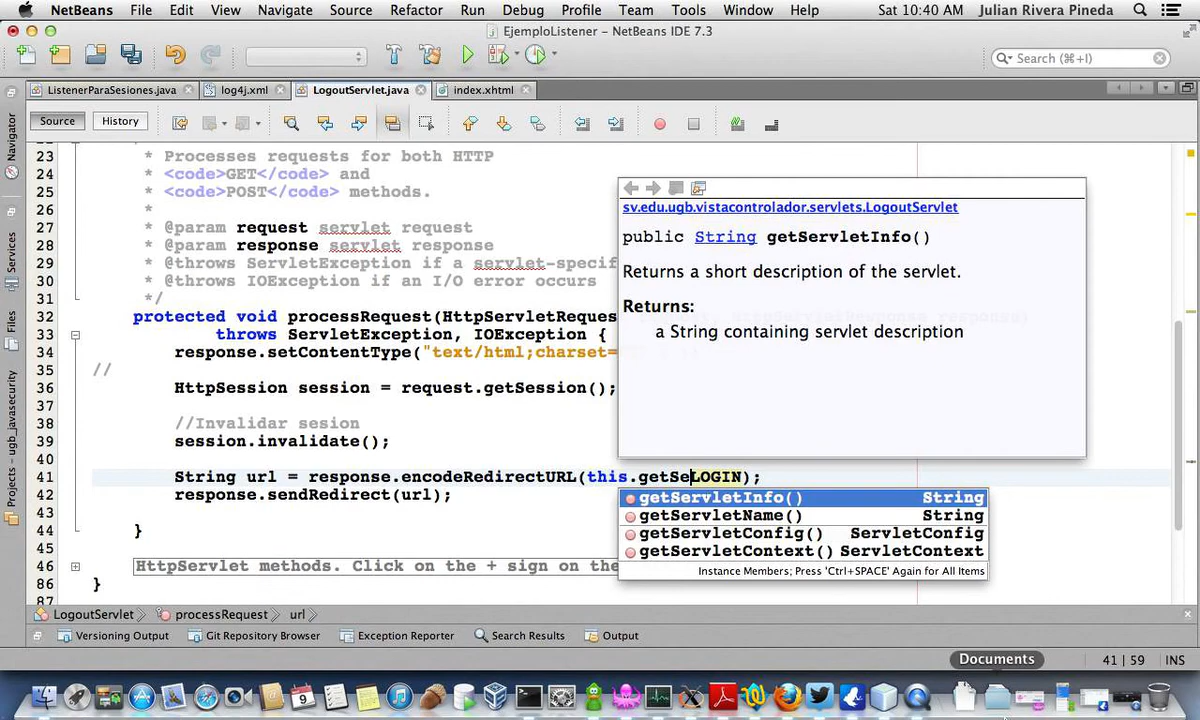 NetBeans File Edit View Navigate Source Refactor Run Debug Profile Team Tools Window Help Sat 10:40 AM Julian Rivera Pineda
EjemploListener - NetBeans IDE 7.3
Search (⌘+I)
ListenerParaSesiones.java log4j.xml LogoutServlet.java index.xhtml
Source History
Navigator
Services
Files
Projects - ugb_javasecurity
23 * Processes requests for both HTTP
24 * <code>GET</code> and
25 * <code>POST</code> methods.
26 *
27 * @param request servlet request
28 * @param response servlet response
29 * @throws ServletException if a servlet-specif
30 * @throws IOException if an I/O error occurs
31 */
32 protected void processRequest(HttpServletReques
33 throws ServletException, IOException {
34 response.setContentType("text/html;charset=
35 //
36 HttpSession session = request.getSession();
37
38 //Invalidar sesion
39 session.invalidate();
40
41 String url = response.encodeRedirectURL(this.getSeLOGIN);
42 response.sendRedirect(url);
43
44 }
45
46 HttpServlet methods. Click on the + sign on the
86 }
87
sv.edu.ugb.vistacontrolador.servlets.LogoutServlet
public String getServletInfo()
Returns a short description of the servlet.
Returns:
a String containing servlet description
getServletInfo() String
getServletName() String
getServletConfig() ServletConfig
getServletContext() ServletContext
Instance Members; Press 'Ctrl+SPACE' Again for All Items
LogoutServlet processRequest url
Versioning Output Git Repository Browser Exception Reporter Search Results Output
Documents
41 | 59 INS